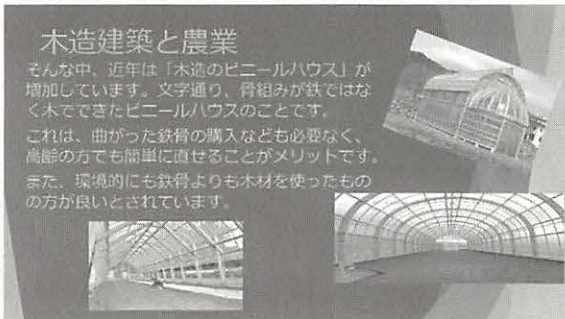 木造建築と農業
そんな中、近年は「木造のビニールハウス」が
増加しています。文字通り、骨組みが鉄ではな
く木でできたビニールハウスのことです。
これは、曲がった鉄骨の購入なども必要なく、
高齢の方でも簡単に直せることがメリットです。
また、環境的にも鉄骨よりも木材を使ったもの
の方が良いとされています。